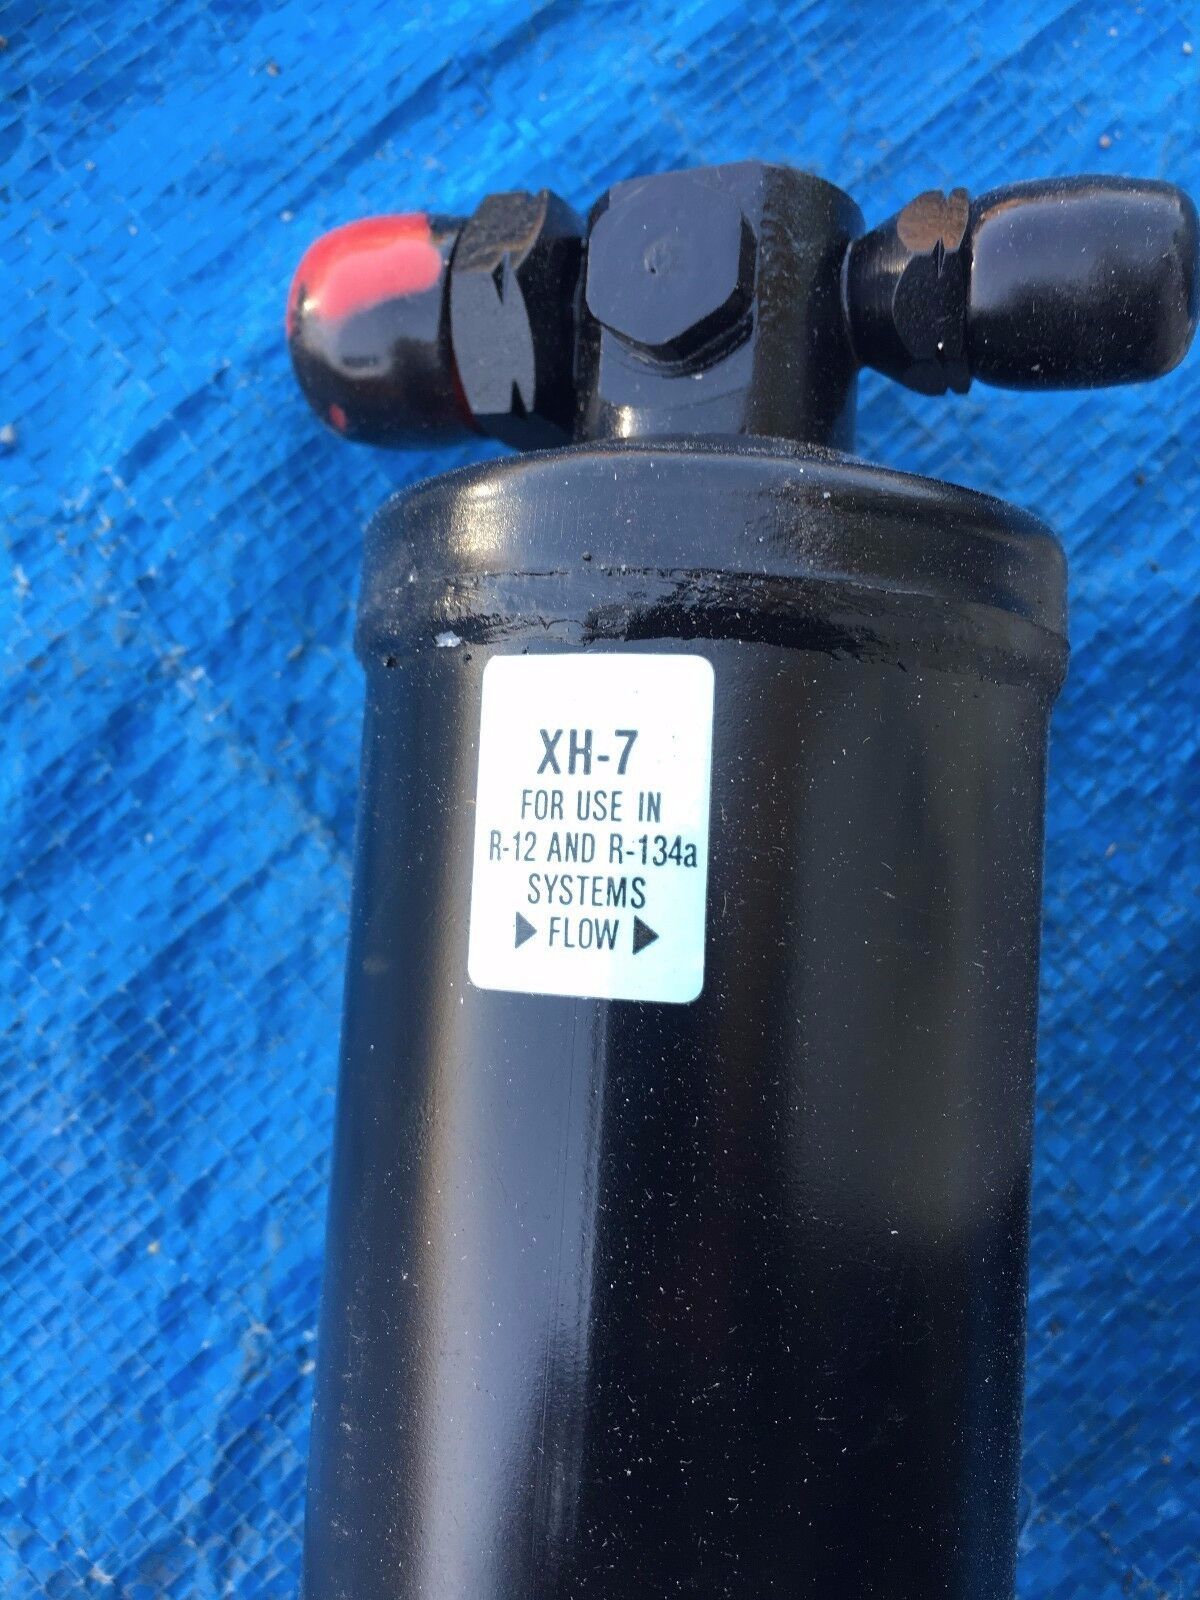 XH-7
FOR USE IN
R-12 AND R-134a
SYSTEMS
▶ FLOW ▶